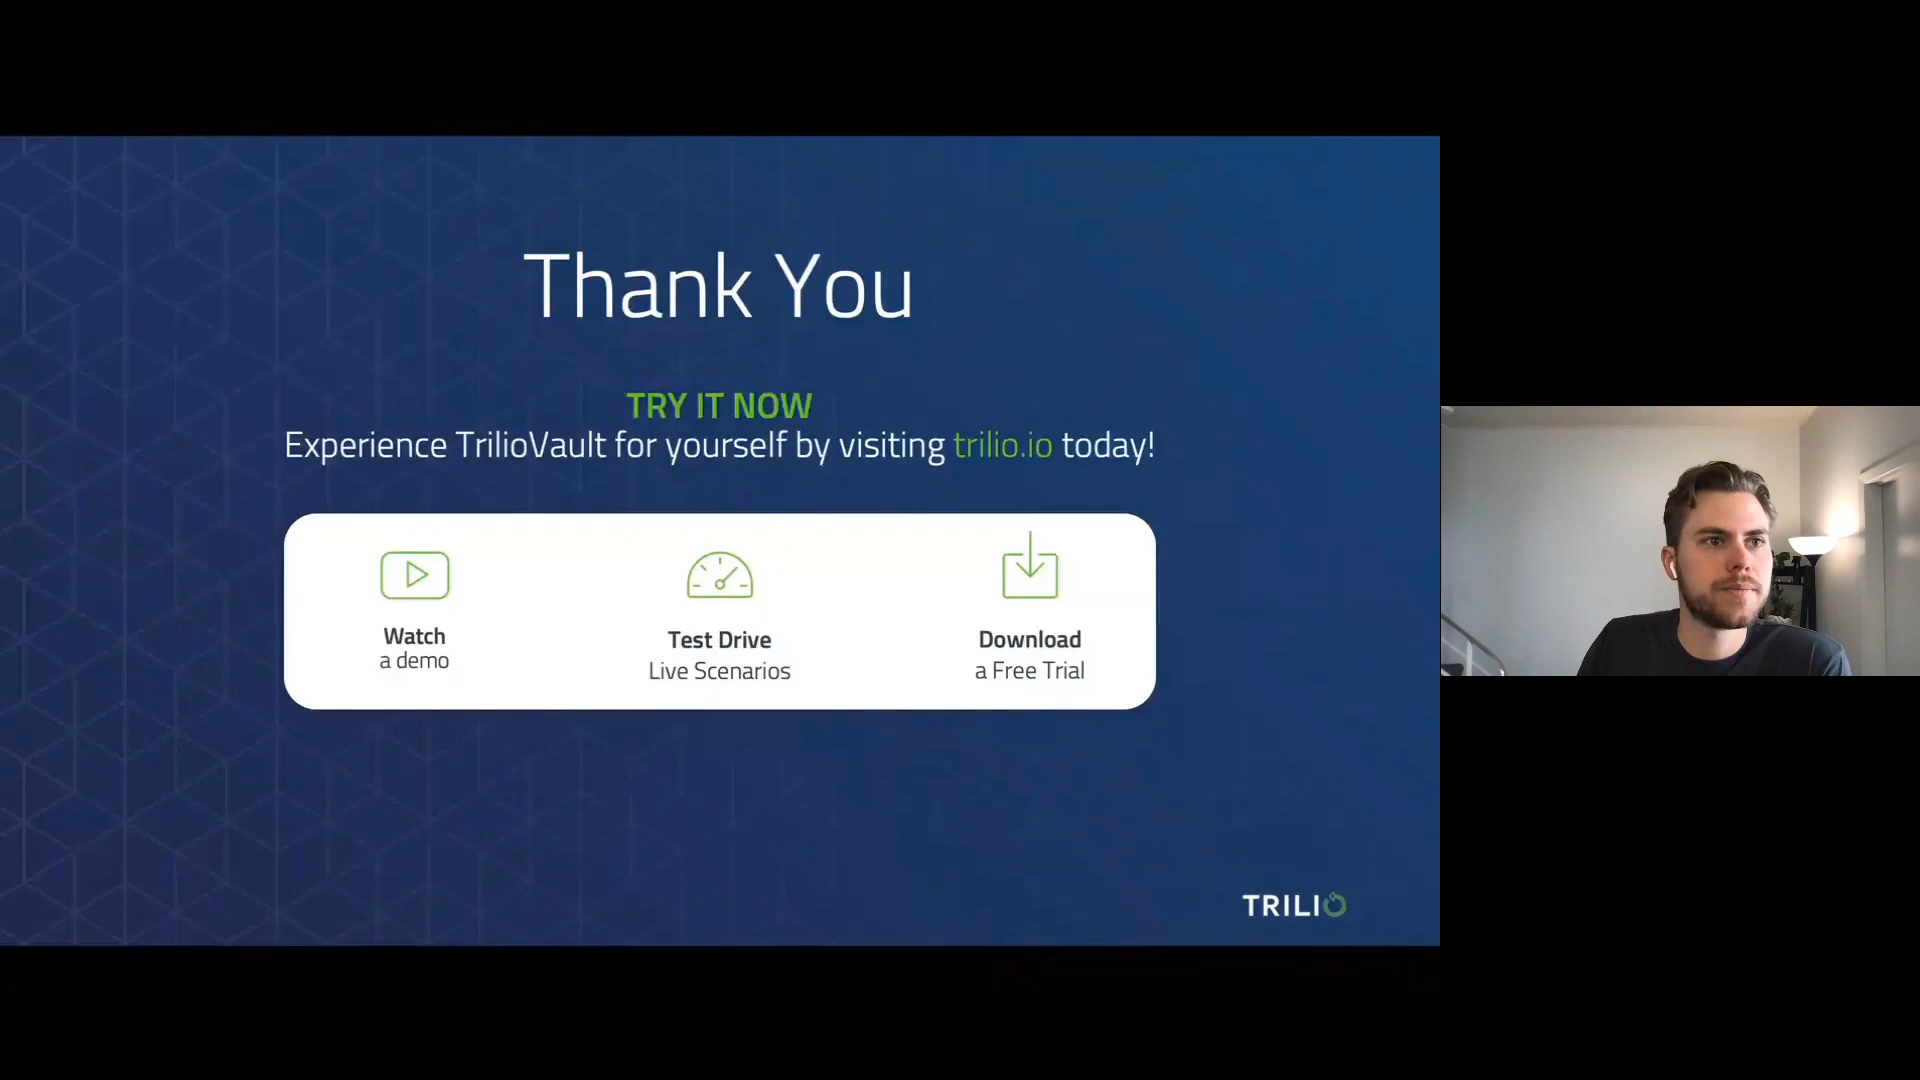 Thank You
TRY IT NOW
Experience TrilioVault for yourself by visiting trilio.io today!
Watch
a demo
Test Drive
Live Scenarios
Download
a Free Trial
TRILIO